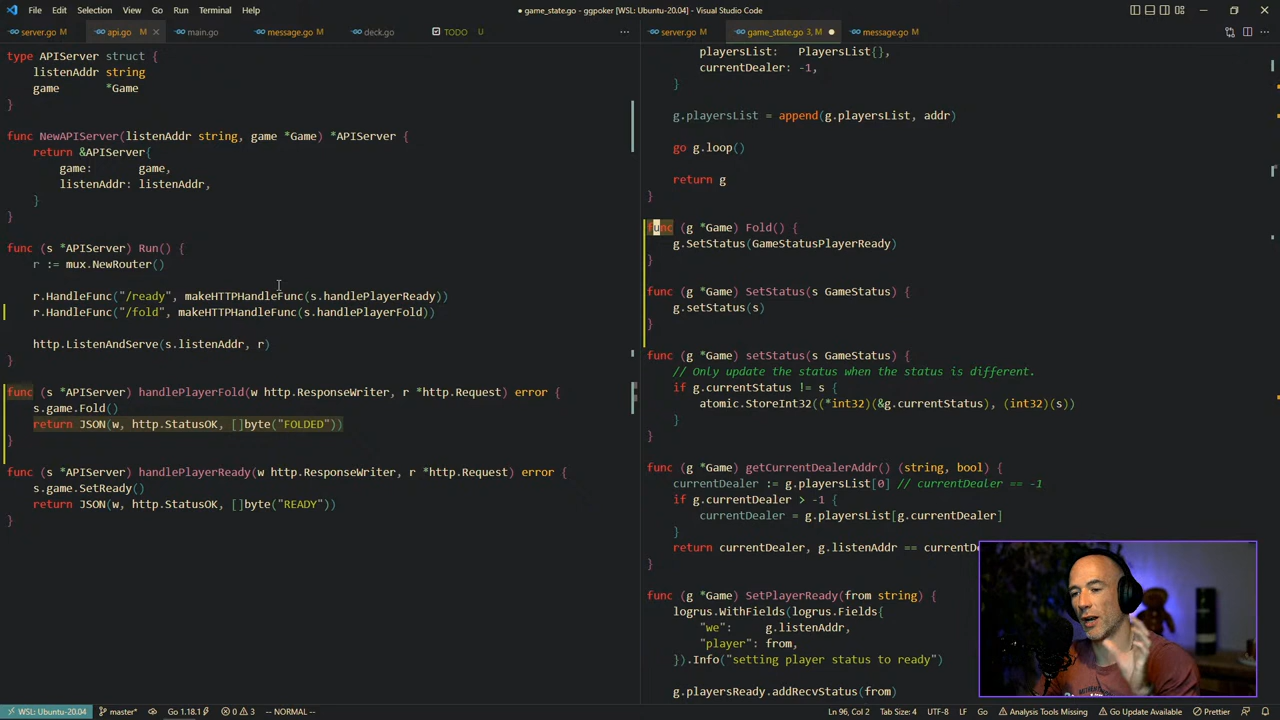 File Edit Selection View Go Run Terminal Help
● game_state.go - ggpoker [WSL: Ubuntu-20.04] - Visual Studio Code
server.go M api.go M × main.go message.go M deck.go TODO U ···
server.go M game_state.go 3, M ● message.go M ···
type APIServer struct {
listenAddr string
game *Game
}
func NewAPIServer(listenAddr string, game *Game) *APIServer {
return &APIServer{
game: game,
listenAddr: listenAddr,
}
}
func (s *APIServer) Run() {
r := mux.NewRouter()
r.HandleFunc("/ready", makeHTTPHandleFunc(s.handlePlayerReady))
r.HandleFunc("/fold", makeHTTPHandleFunc(s.handlePlayerFold))
http.ListenAndServe(s.listenAddr, r)
}
func (s *APIServer) handlePlayerFold(w http.ResponseWriter, r *http.Request) error {
s.game.Fold()
return JSON(w, http.StatusOK, []byte("FOLDED"))
}
func (s *APIServer) handlePlayerReady(w http.ResponseWriter, r *http.Request) error {
s.game.SetReady()
return JSON(w, http.StatusOK, []byte("READY"))
}
playersList: PlayersList{},
currentDealer: -1,
}
g.playersList = append(g.playersList, addr)
go g.loop()
return g
}
func (g *Game) Fold() {
g.SetStatus(GameStatusPlayerReady)
}
func (g *Game) SetStatus(s GameStatus) {
g.setStatus(s)
}
func (g *Game) setStatus(s GameStatus) {
// Only update the status when the status is different.
if g.currentStatus != s {
atomic.StoreInt32((*int32)(&g.currentStatus), (int32)(s))
}
}
func (g *Game) getCurrentDealerAddr() (string, bool) {
currentDealer := g.playersList[0] // currentDealer == -1
if g.currentDealer > -1 {
currentDealer = g.playersList[g.currentDealer]
}
return currentDealer, g.listenAddr == currentDe
}
func (g *Game) SetPlayerReady(from string) {
logrus.WithFields(logrus.Fields{
"we": g.listenAddr,
"player": from,
}).Info("setting player status to ready")
g.playersReady.addRecvStatus(from)
WSL: Ubuntu-20.04 master* Go 1.18.1 0 3 -- NORMAL -- Ln 96, Col 2 Tab Size: 4 UTF-8 LF Go Analysis Tools Missing Go Update Available Prettier